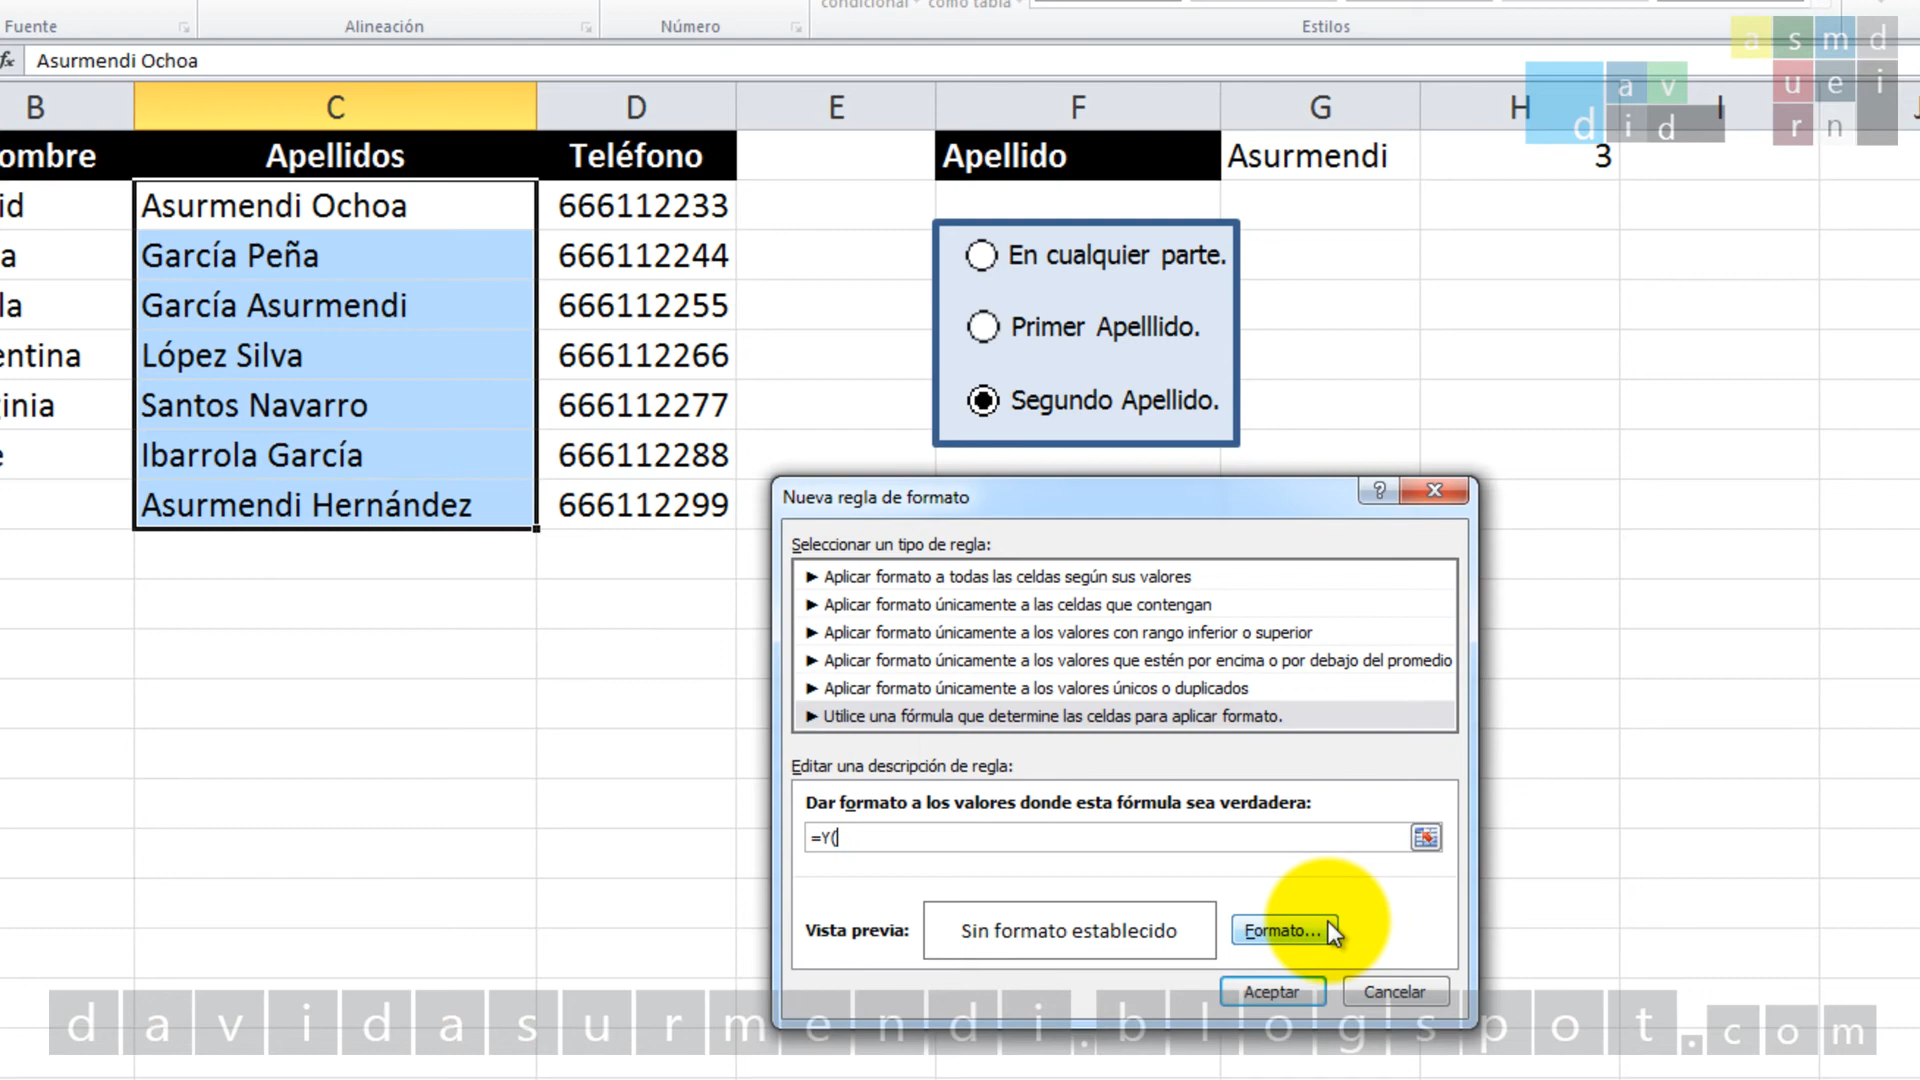 condicional como tabla
Fuente Alineación Número Estilos
fx Asurmendi Ochoa
B C D E F G H I J
ombre Apellidos Teléfono Apellido Asurmendi 3
id Asurmendi Ochoa 666112233
a García Peña 666112244
la García Asurmendi 666112255
entina López Silva 666112266
inia Santos Navarro 666112277
e Ibarrola García 666112288
Asurmendi Hernández 666112299
En cualquier parte.
Primer Apelllido.
Segundo Apellido.
Nueva regla de formato
Seleccionar un tipo de regla:
► Aplicar formato a todas las celdas según sus valores
► Aplicar formato únicamente a las celdas que contengan
► Aplicar formato únicamente a los valores con rango inferior o superior
► Aplicar formato únicamente a los valores que estén por encima o por debajo del promedio
► Aplicar formato únicamente a los valores únicos o duplicados
► Utilice una fórmula que determine las celdas para aplicar formato.
Editar una descripción de regla:
Dar formato a los valores donde esta fórmula sea verdadera:
=Y(
Vista previa: Sin formato establecido Formato...
Aceptar Cancelar
david asurmendi
davidasurmendi.blogspot.com